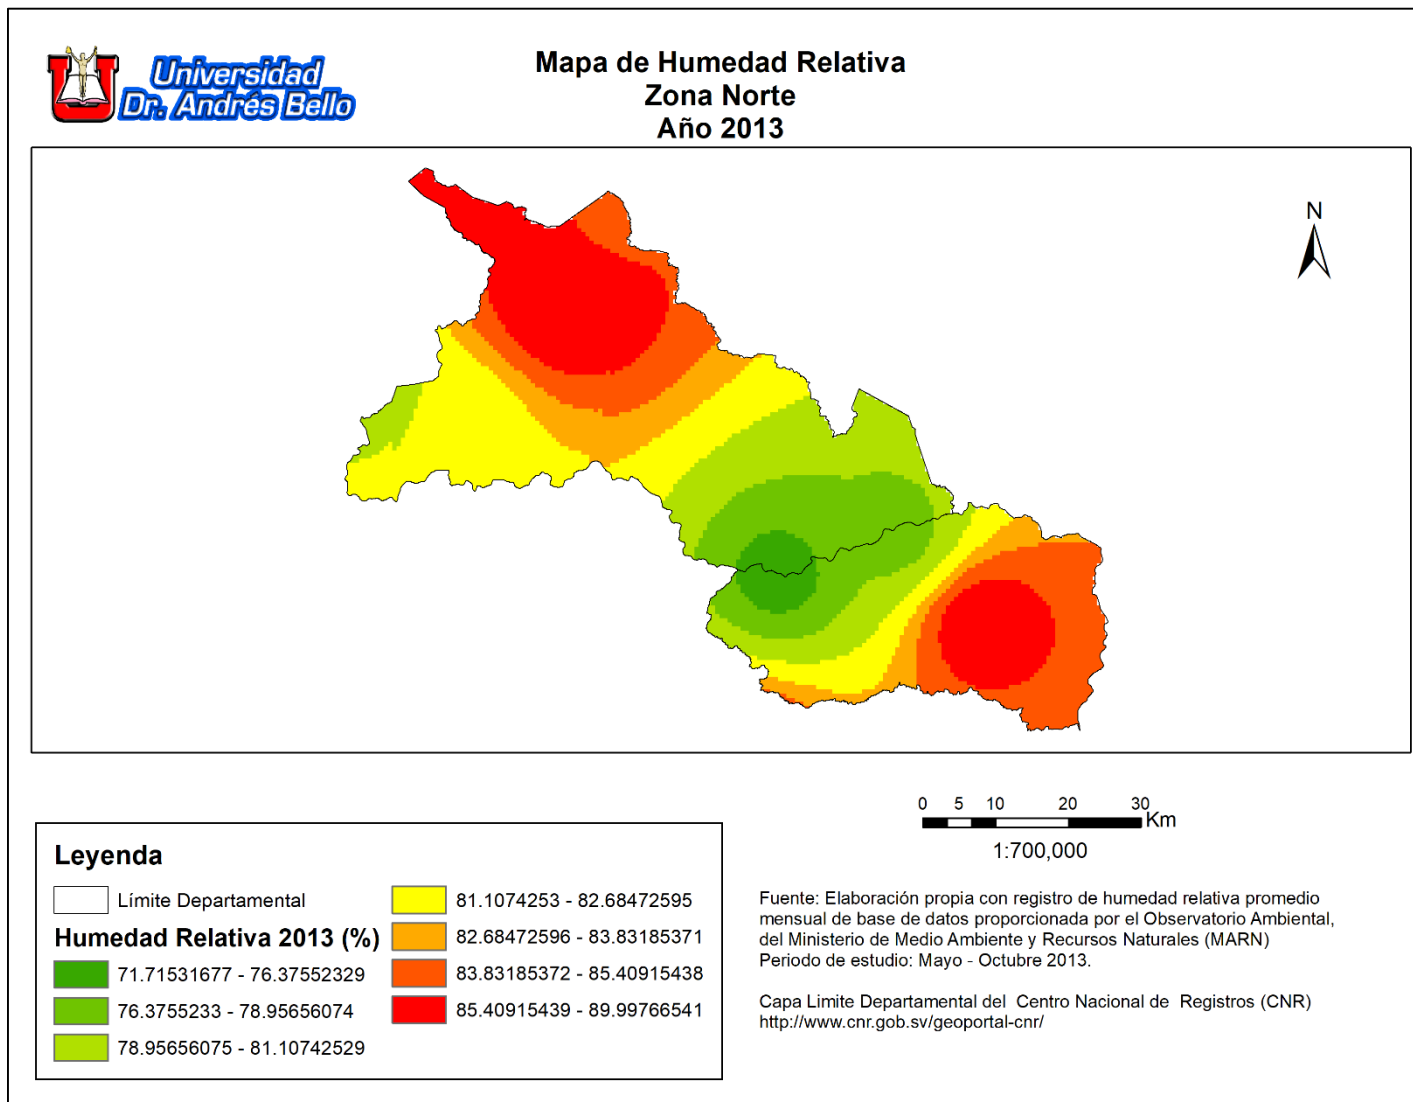 Universidad
Dr. Andrés Bello
Mapa de Humedad Relativa
Zona Norte
Año 2013
N
0 5 10 20 30
Km
1:700,000
Leyenda
Límite Departamental
Humedad Relativa 2013 (%)
71.71531677 - 76.37552329
76.3755233 - 78.95656074
78.95656075 - 81.10742529
81.1074253 - 82.68472595
82.68472596 - 83.83185371
83.83185372 - 85.40915438
85.40915439 - 89.99766541
Fuente: Elaboración propia con registro de humedad relativa promedio
mensual de base de datos proporcionada por el Observatorio Ambiental,
del Ministerio de Medio Ambiente y Recursos Naturales (MARN)
Periodo de estudio: Mayo - Octubre 2013.
Capa Limite Departamental del Centro Nacional de Registros (CNR)
http://www.cnr.gob.sv/geoportal-cnr/